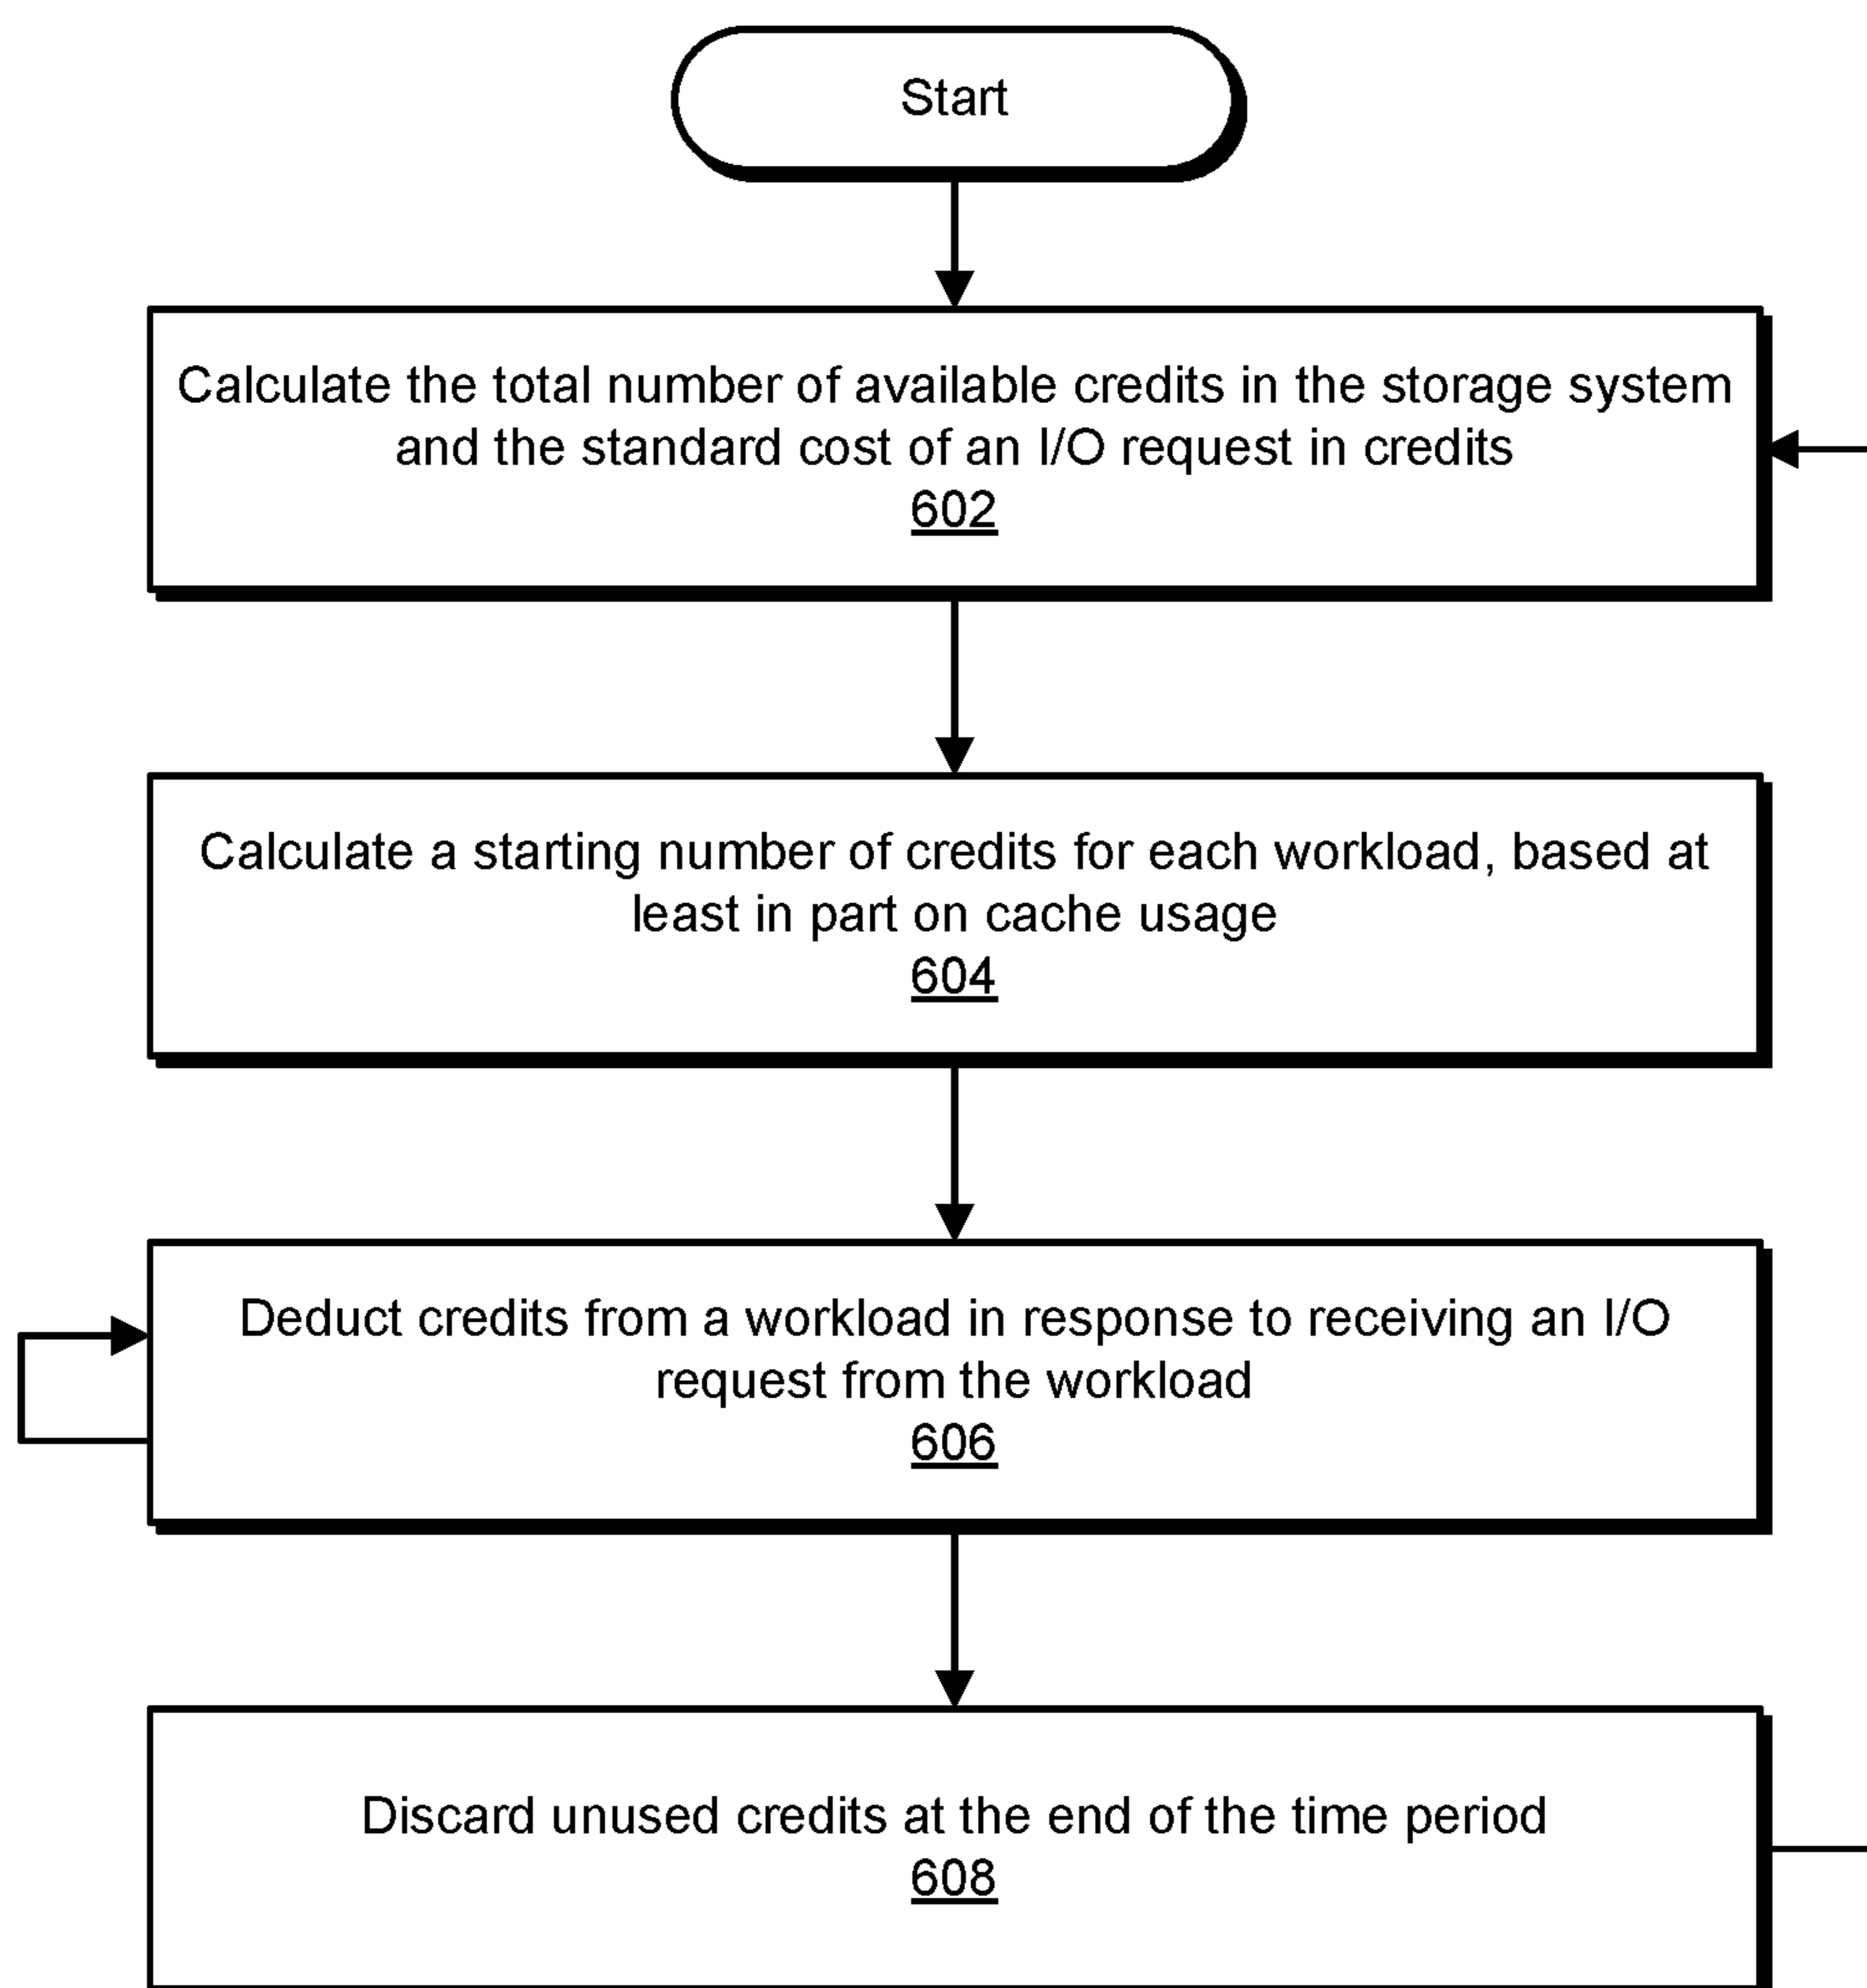 Start
Calculate the total number of available credits in the storage system
and the standard cost of an I/O request in credits
602
Calculate a starting number of credits for each workload, based at
least in part on cache usage
604
Deduct credits from a workload in response to receiving an I/O
request from the workload
606
Discard unused credits at the end of the time period
608